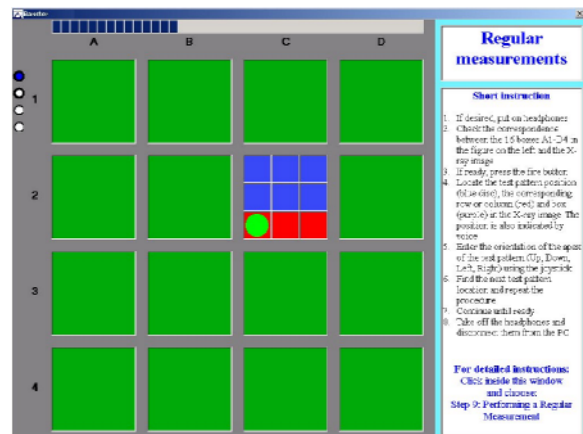 A B C D
1
2
3
4
Regular
measurements
Short instruction
1. If desired, put on headphones
2. Check the correspondence
between the 16 boxes A1-D4 in
the figure on the left and the X-
ray image
3. If ready, press the fire button
4. Locate the test pattern position
(blue disc), the corresponding
row or column (red) and box
(purple) in the X-ray image. The
position is also indicated by
voice
5. Enter the orientation of the apex
of the test pattern (Up, Down,
Left, Right) using the joystick
6. Find the next test pattern
location and repeat the
procedure
7. Continue until ready
8. Take off the headphones and
disconnect them from the PC
For detailed instructions:
Click inside this window
and choose:
Step 9: Performing a Regular
Measurement